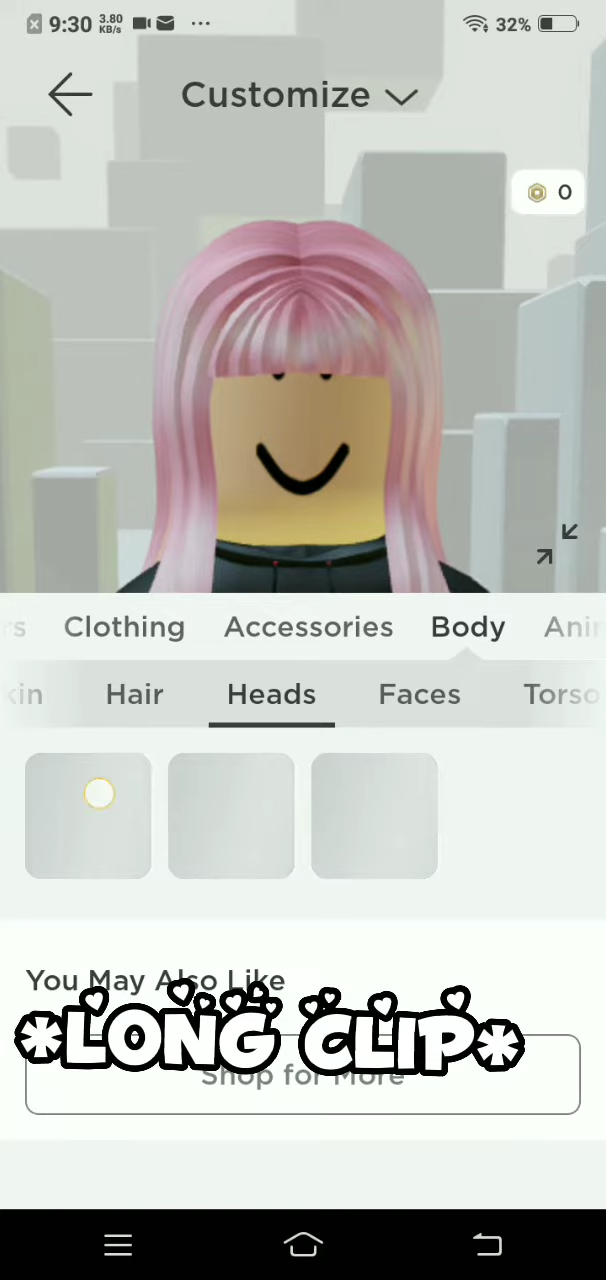 9:30 3.80 KB/s ... 32%
Customize
0
rs Clothing Accessories Body Anir
kin Hair Heads Faces Torso
You May Also Like
*LONG CLIP*
Shop for More